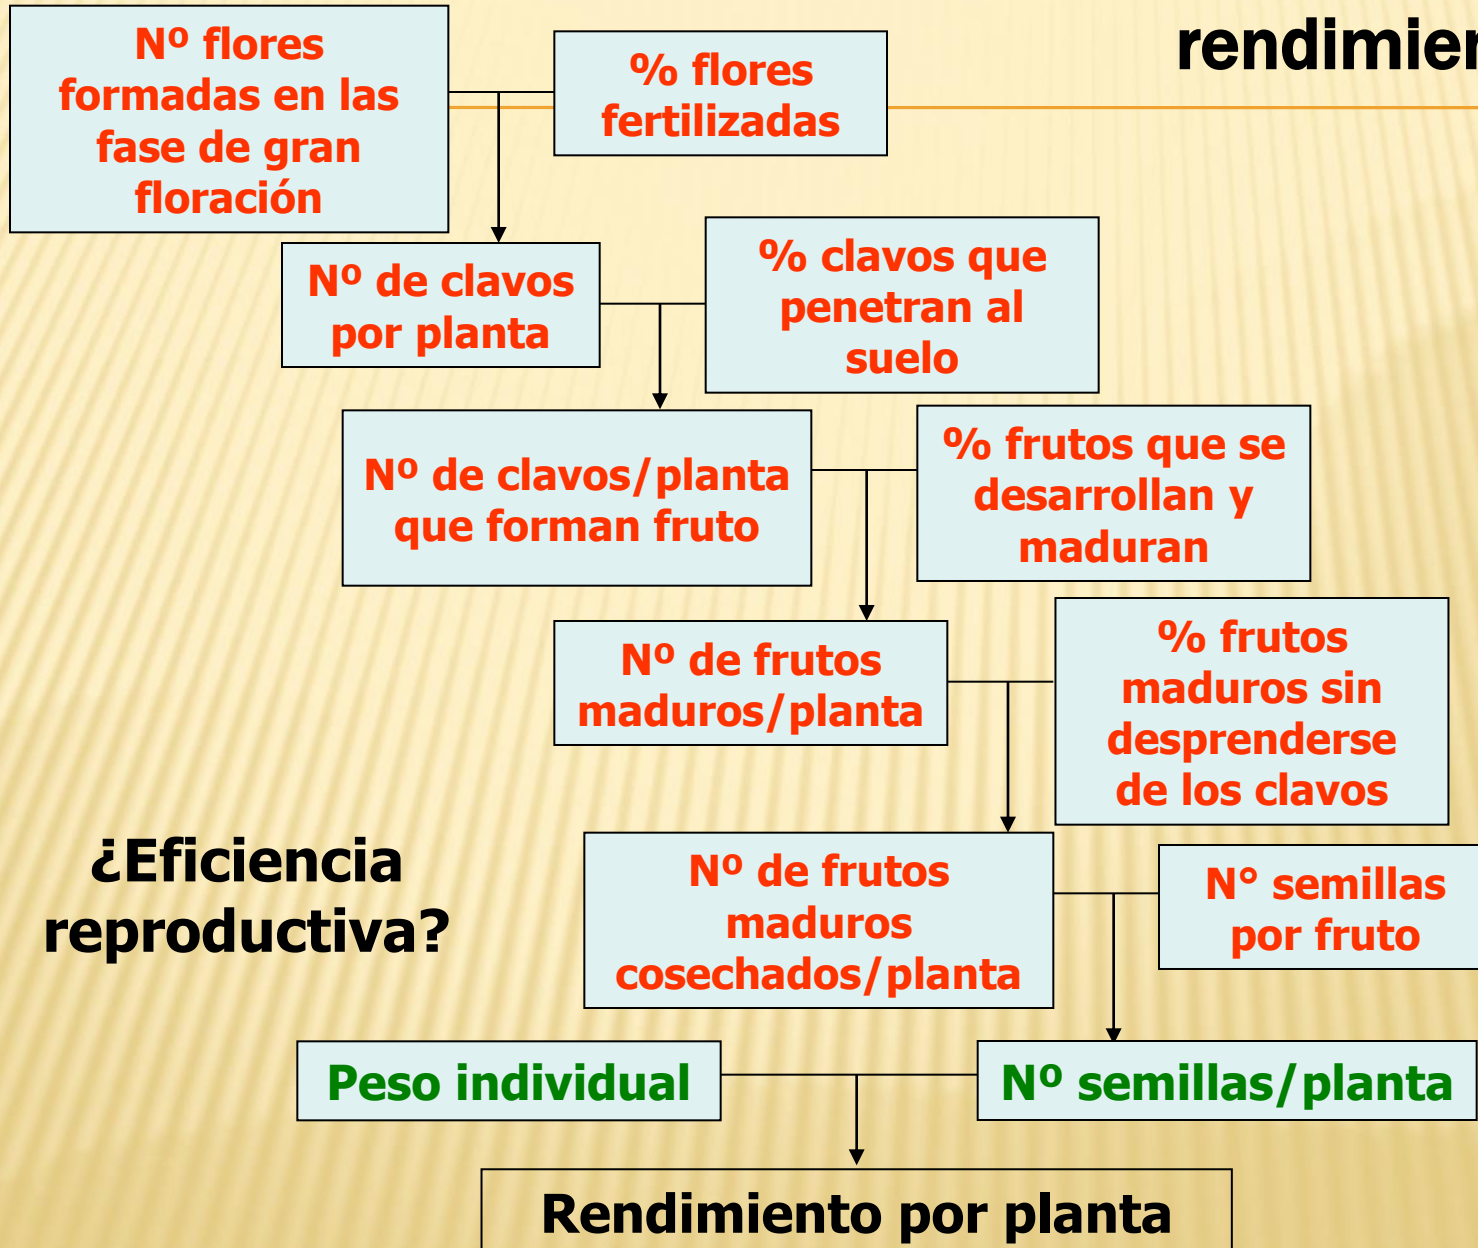 rendimien
Nº flores
formadas en las
fase de gran
floración
% flores
fertilizadas
Nº de clavos
por planta
% clavos que
penetran al
suelo
Nº de clavos/planta
que forman fruto
% frutos que se
desarrollan y
maduran
Nº de frutos
maduros/planta
% frutos
maduros sin
desprenderse
de los clavos
¿Eficiencia
reproductiva?
Nº de frutos
maduros
cosechados/planta
N° semillas
por fruto
Peso individual
Nº semillas/planta
Rendimiento por planta